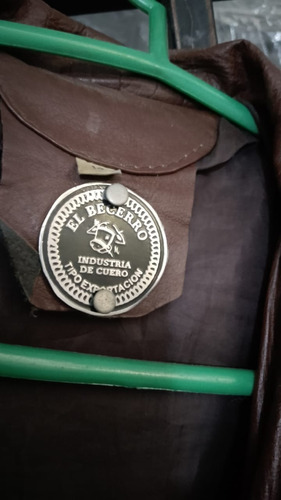 EL BECERRO
INDUSTRIA
DE CUERO
TIPO EXPORTACION